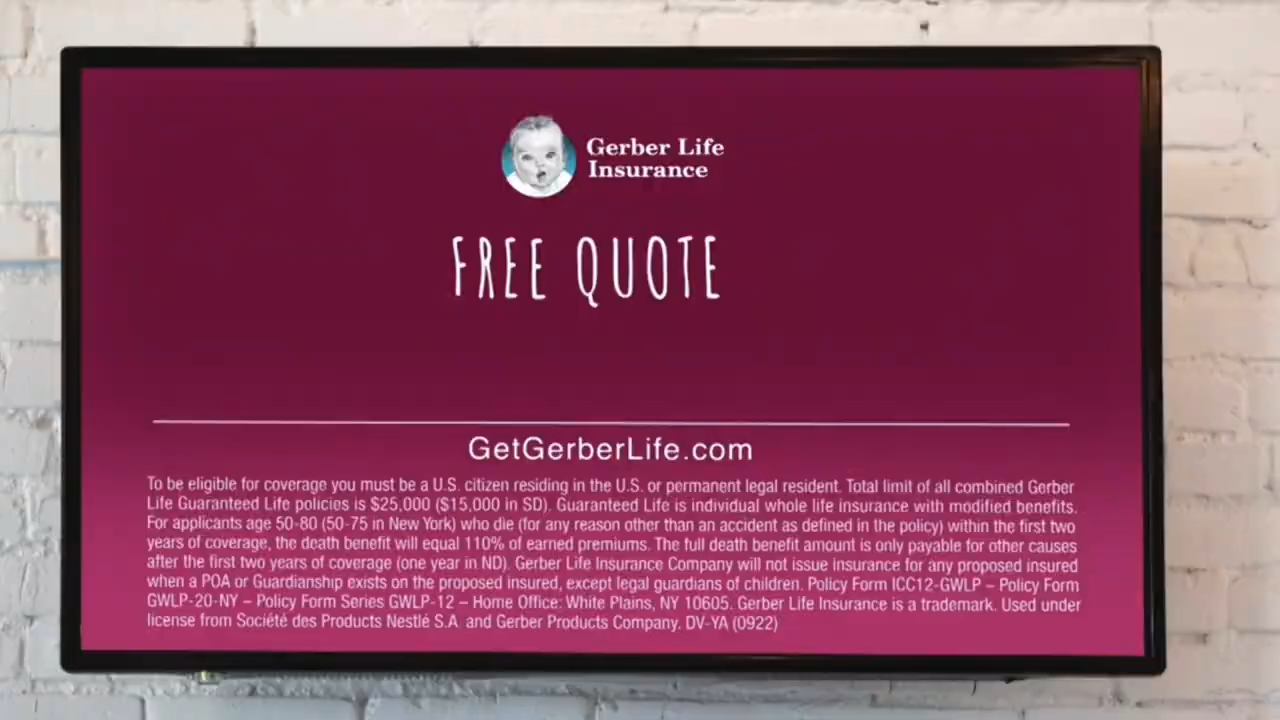 Gerber Life
Insurance
FREE QUOTE
GetGerberLife.com
To be eligible for coverage you must be a U.S. citizen residing in the U.S. or permanent legal resident. Total limit of all combined Gerber
Life Guaranteed Life policies is $25,000 ($15,000 in SD). Guaranteed Life is individual whole life insurance with modified benefits.
For applicants age 50-80 (50-75 in New York) who die (for any reason other than an accident as defined in the policy) within the first two
years of coverage, the death benefit will equal 110% of earned premiums. The full death benefit amount is only payable for other causes
after the first two years of coverage (one year in ND). Gerber Life Insurance Company will not issue insurance for any proposed insured
when a POA or Guardianship exists on the proposed insured, except legal guardians of children. Policy Form ICC12-GWLP – Policy Form
GWLP-20-NY – Policy Form Series GWLP-12 – Home Office: White Plains, NY 10605. Gerber Life Insurance is a trademark. Used under
license from Société des Products Nestlé S.A and Gerber Products Company. DV-YA (0922)